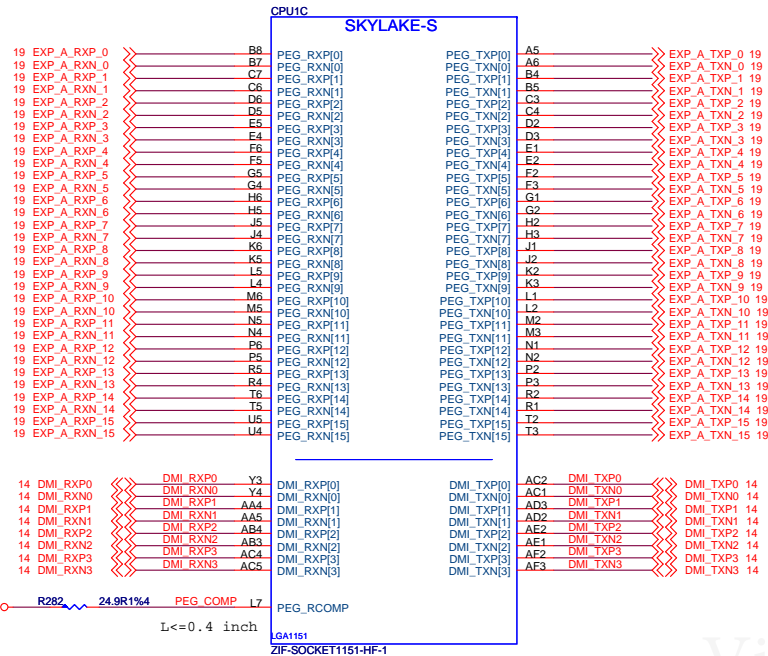 CPU1C
SKYLAKE-S
19 EXP_A_RXP_0 B8 PEG_RXP[0] PEG_TXP[0] A5 EXP_A_TXP_0 19
19 EXP_A_RXN_0 B7 PEG_RXN[0] PEG_TXN[0] A6 EXP_A_TXN_0 19
19 EXP_A_RXP_1 C7 PEG_RXP[1] PEG_TXP[1] B4 EXP_A_TXP_1 19
19 EXP_A_RXN_1 C6 PEG_RXN[1] PEG_TXN[1] B5 EXP_A_TXN_1 19
19 EXP_A_RXP_2 D6 PEG_RXP[2] PEG_TXP[2] C3 EXP_A_TXP_2 19
19 EXP_A_RXN_2 D5 PEG_RXN[2] PEG_TXN[2] C4 EXP_A_TXN_2 19
19 EXP_A_RXP_3 E5 PEG_RXP[3] PEG_TXP[3] D2 EXP_A_TXP_3 19
19 EXP_A_RXN_3 E4 PEG_RXN[3] PEG_TXN[3] D3 EXP_A_TXN_3 19
19 EXP_A_RXP_4 F6 PEG_RXP[4] PEG_TXP[4] E1 EXP_A_TXP_4 19
19 EXP_A_RXN_4 F5 PEG_RXN[4] PEG_TXN[4] E2 EXP_A_TXN_4 19
19 EXP_A_RXP_5 G5 PEG_RXP[5] PEG_TXP[5] F2 EXP_A_TXP_5 19
19 EXP_A_RXN_5 G4 PEG_RXN[5] PEG_TXN[5] F3 EXP_A_TXN_5 19
19 EXP_A_RXP_6 H6 PEG_RXP[6] PEG_TXP[6] G1 EXP_A_TXP_6 19
19 EXP_A_RXN_6 H5 PEG_RXN[6] PEG_TXN[6] G2 EXP_A_TXN_6 19
19 EXP_A_RXP_7 J5 PEG_RXP[7] PEG_TXP[7] H2 EXP_A_TXP_7 19
19 EXP_A_RXN_7 J4 PEG_RXN[7] PEG_TXN[7] H3 EXP_A_TXN_7 19
19 EXP_A_RXP_8 K6 PEG_RXP[8] PEG_TXP[8] J1 EXP_A_TXP_8 19
19 EXP_A_RXN_8 K5 PEG_RXN[8] PEG_TXN[8] J2 EXP_A_TXN_8 19
19 EXP_A_RXP_9 L5 PEG_RXP[9] PEG_TXP[9] K2 EXP_A_TXP_9 19
19 EXP_A_RXN_9 L4 PEG_RXN[9] PEG_TXN[9] K3 EXP_A_TXN_9 19
19 EXP_A_RXP_10 M6 PEG_RXP[10] PEG_TXP[10] L1 EXP_A_TXP_10 19
19 EXP_A_RXN_10 M5 PEG_RXN[10] PEG_TXN[10] L2 EXP_A_TXN_10 19
19 EXP_A_RXP_11 N5 PEG_RXP[11] PEG_TXP[11] M2 EXP_A_TXP_11 19
19 EXP_A_RXN_11 N4 PEG_RXN[11] PEG_TXN[11] M3 EXP_A_TXN_11 19
19 EXP_A_RXP_12 P6 PEG_RXP[12] PEG_TXP[12] N1 EXP_A_TXP_12 19
19 EXP_A_RXN_12 P5 PEG_RXN[12] PEG_TXN[12] N2 EXP_A_TXN_12 19
19 EXP_A_RXP_13 R5 PEG_RXP[13] PEG_TXP[13] P2 EXP_A_TXP_13 19
19 EXP_A_RXN_13 R4 PEG_RXN[13] PEG_TXN[13] P3 EXP_A_TXN_13 19
19 EXP_A_RXP_14 T6 PEG_RXP[14] PEG_TXP[14] R2 EXP_A_TXP_14 19
19 EXP_A_RXN_14 T5 PEG_RXN[14] PEG_TXN[14] R1 EXP_A_TXN_14 19
19 EXP_A_RXP_15 U5 PEG_RXP[15] PEG_TXP[15] T2 EXP_A_TXP_15 19
19 EXP_A_RXN_15 U4 PEG_RXN[15] PEG_TXN[15] T3 EXP_A_TXN_15 19
14 DMI_RXP0 DMI_RXP0 Y3 DMI_RXP[0] DMI_TXP[0] AC2 DMI_TXP0 DMI_TXP0 14
14 DMI_RXN0 DMI_RXN0 Y4 DMI_RXN[0] DMI_TXN[0] AC1 DMI_TXN0 DMI_TXN0 14
14 DMI_RXP1 DMI_RXP1 AA4 DMI_RXP[1] DMI_TXP[1] AD3 DMI_TXP1 DMI_TXP1 14
14 DMI_RXN1 DMI_RXN1 AA5 DMI_RXN[1] DMI_TXN[1] AD2 DMI_TXN1 DMI_TXN1 14
14 DMI_RXP2 DMI_RXP2 AB4 DMI_RXP[2] DMI_TXP[2] AE2 DMI_TXP2 DMI_TXP2 14
14 DMI_RXN2 DMI_RXN2 AB3 DMI_RXN[2] DMI_TXN[2] AE1 DMI_TXN2 DMI_TXN2 14
14 DMI_RXP3 DMI_RXP3 AC4 DMI_RXP[3] DMI_TXP[3] AF2 DMI_TXP3 DMI_TXP3 14
14 DMI_RXN3 DMI_RXN3 AC5 DMI_RXN[3] DMI_TXN[3] AF3 DMI_TXN3 DMI_TXN3 14
R282 24.9R1%4 PEG_COMP L7 PEG_RCOMP
L<=0.4 inch
LGA1151
ZIF-SOCKET1151-HF-1